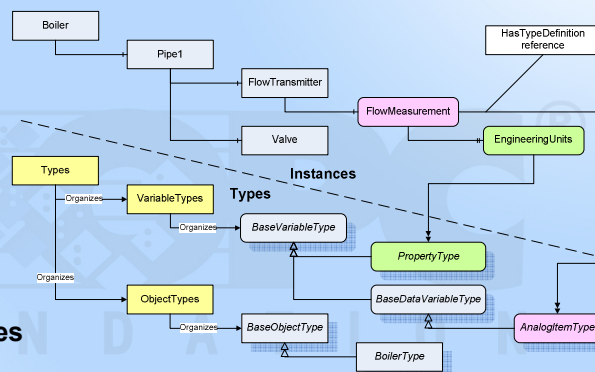 Boiler
HasTypeDefinition
reference
Pipe1
FlowTransmitter
FlowMeasurement
Valve
EngineeringUnits
Instances
Types
Types
Organizes
VariableTypes
Organizes
BaseVariableType
PropertyType
Organizes
ObjectTypes
BaseDataVariableType
Organizes
BaseObjectType
AnalogItemType
BoilerType
es
N D A T I O N
®